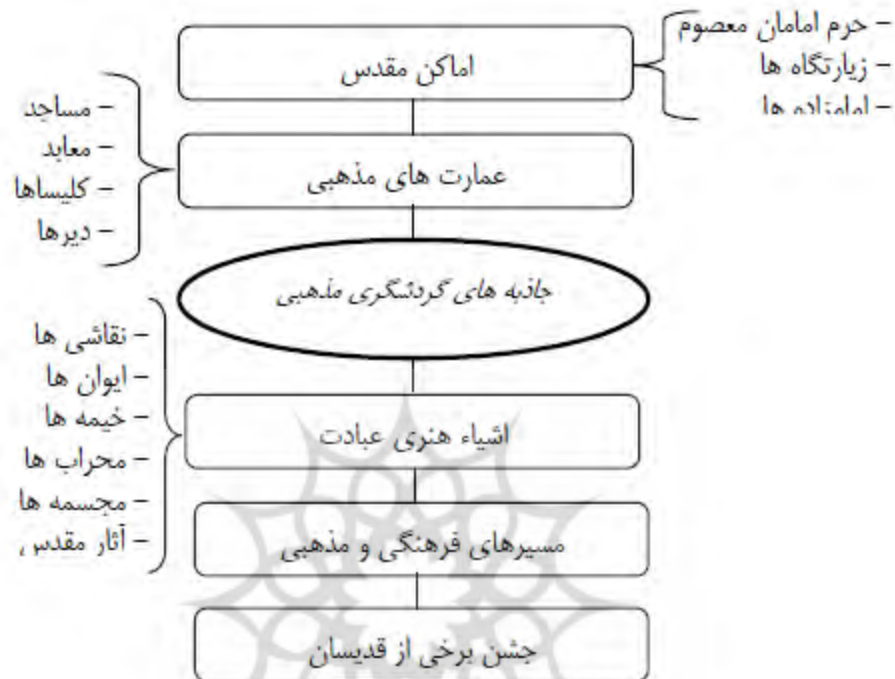 اماکن مقدس
- حرم امامان معصوم
- زیارتگاه ها
- امامزاده ها
عمارت های مذهبی
- مساجد
- معابد
- کلیساها
- دیرها
جاذبه های گردشگری مذهبی
اشیاء هنری عبادت
- نقاشی ها
- ایوان ها
- خیمه ها
- محراب ها
- مجسمه ها
- آثار مقدس
مسیرهای فرهنگی و مذهبی
جشن برخی از قدیسان